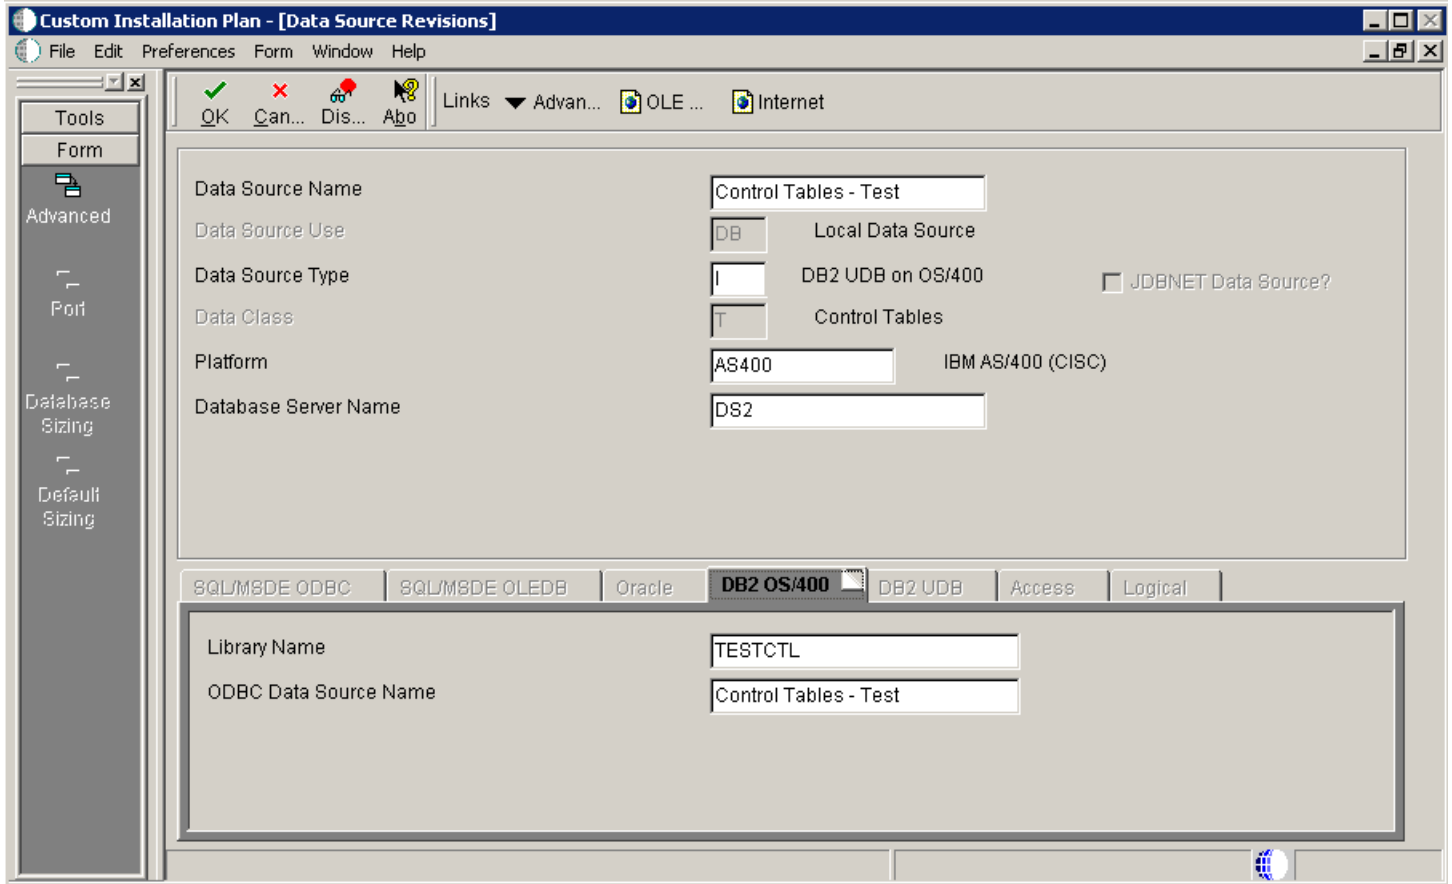 Custom Installation Plan - [Data Source Revisions]
File Edit Preferences Form Window Help
Tools
Form
Advanced
Port
Database
Sizing
Default
Sizing
OK Can... Dis... Abo Links Advan... OLE ... Internet
Data Source Name Control Tables - Test
Data Source Use DB Local Data Source
Data Source Type I DB2 UDB on OS/400 JDBNET Data Source?
Data Class T Control Tables
Platform AS400 IBM AS/400 (CISC)
Database Server Name DS2
SQL/MSDE ODBC SQL/MSDE OLEDB Oracle DB2 OS/400 DB2 UDB Access Logical
Library Name TESTCTL
ODBC Data Source Name Control Tables - Test